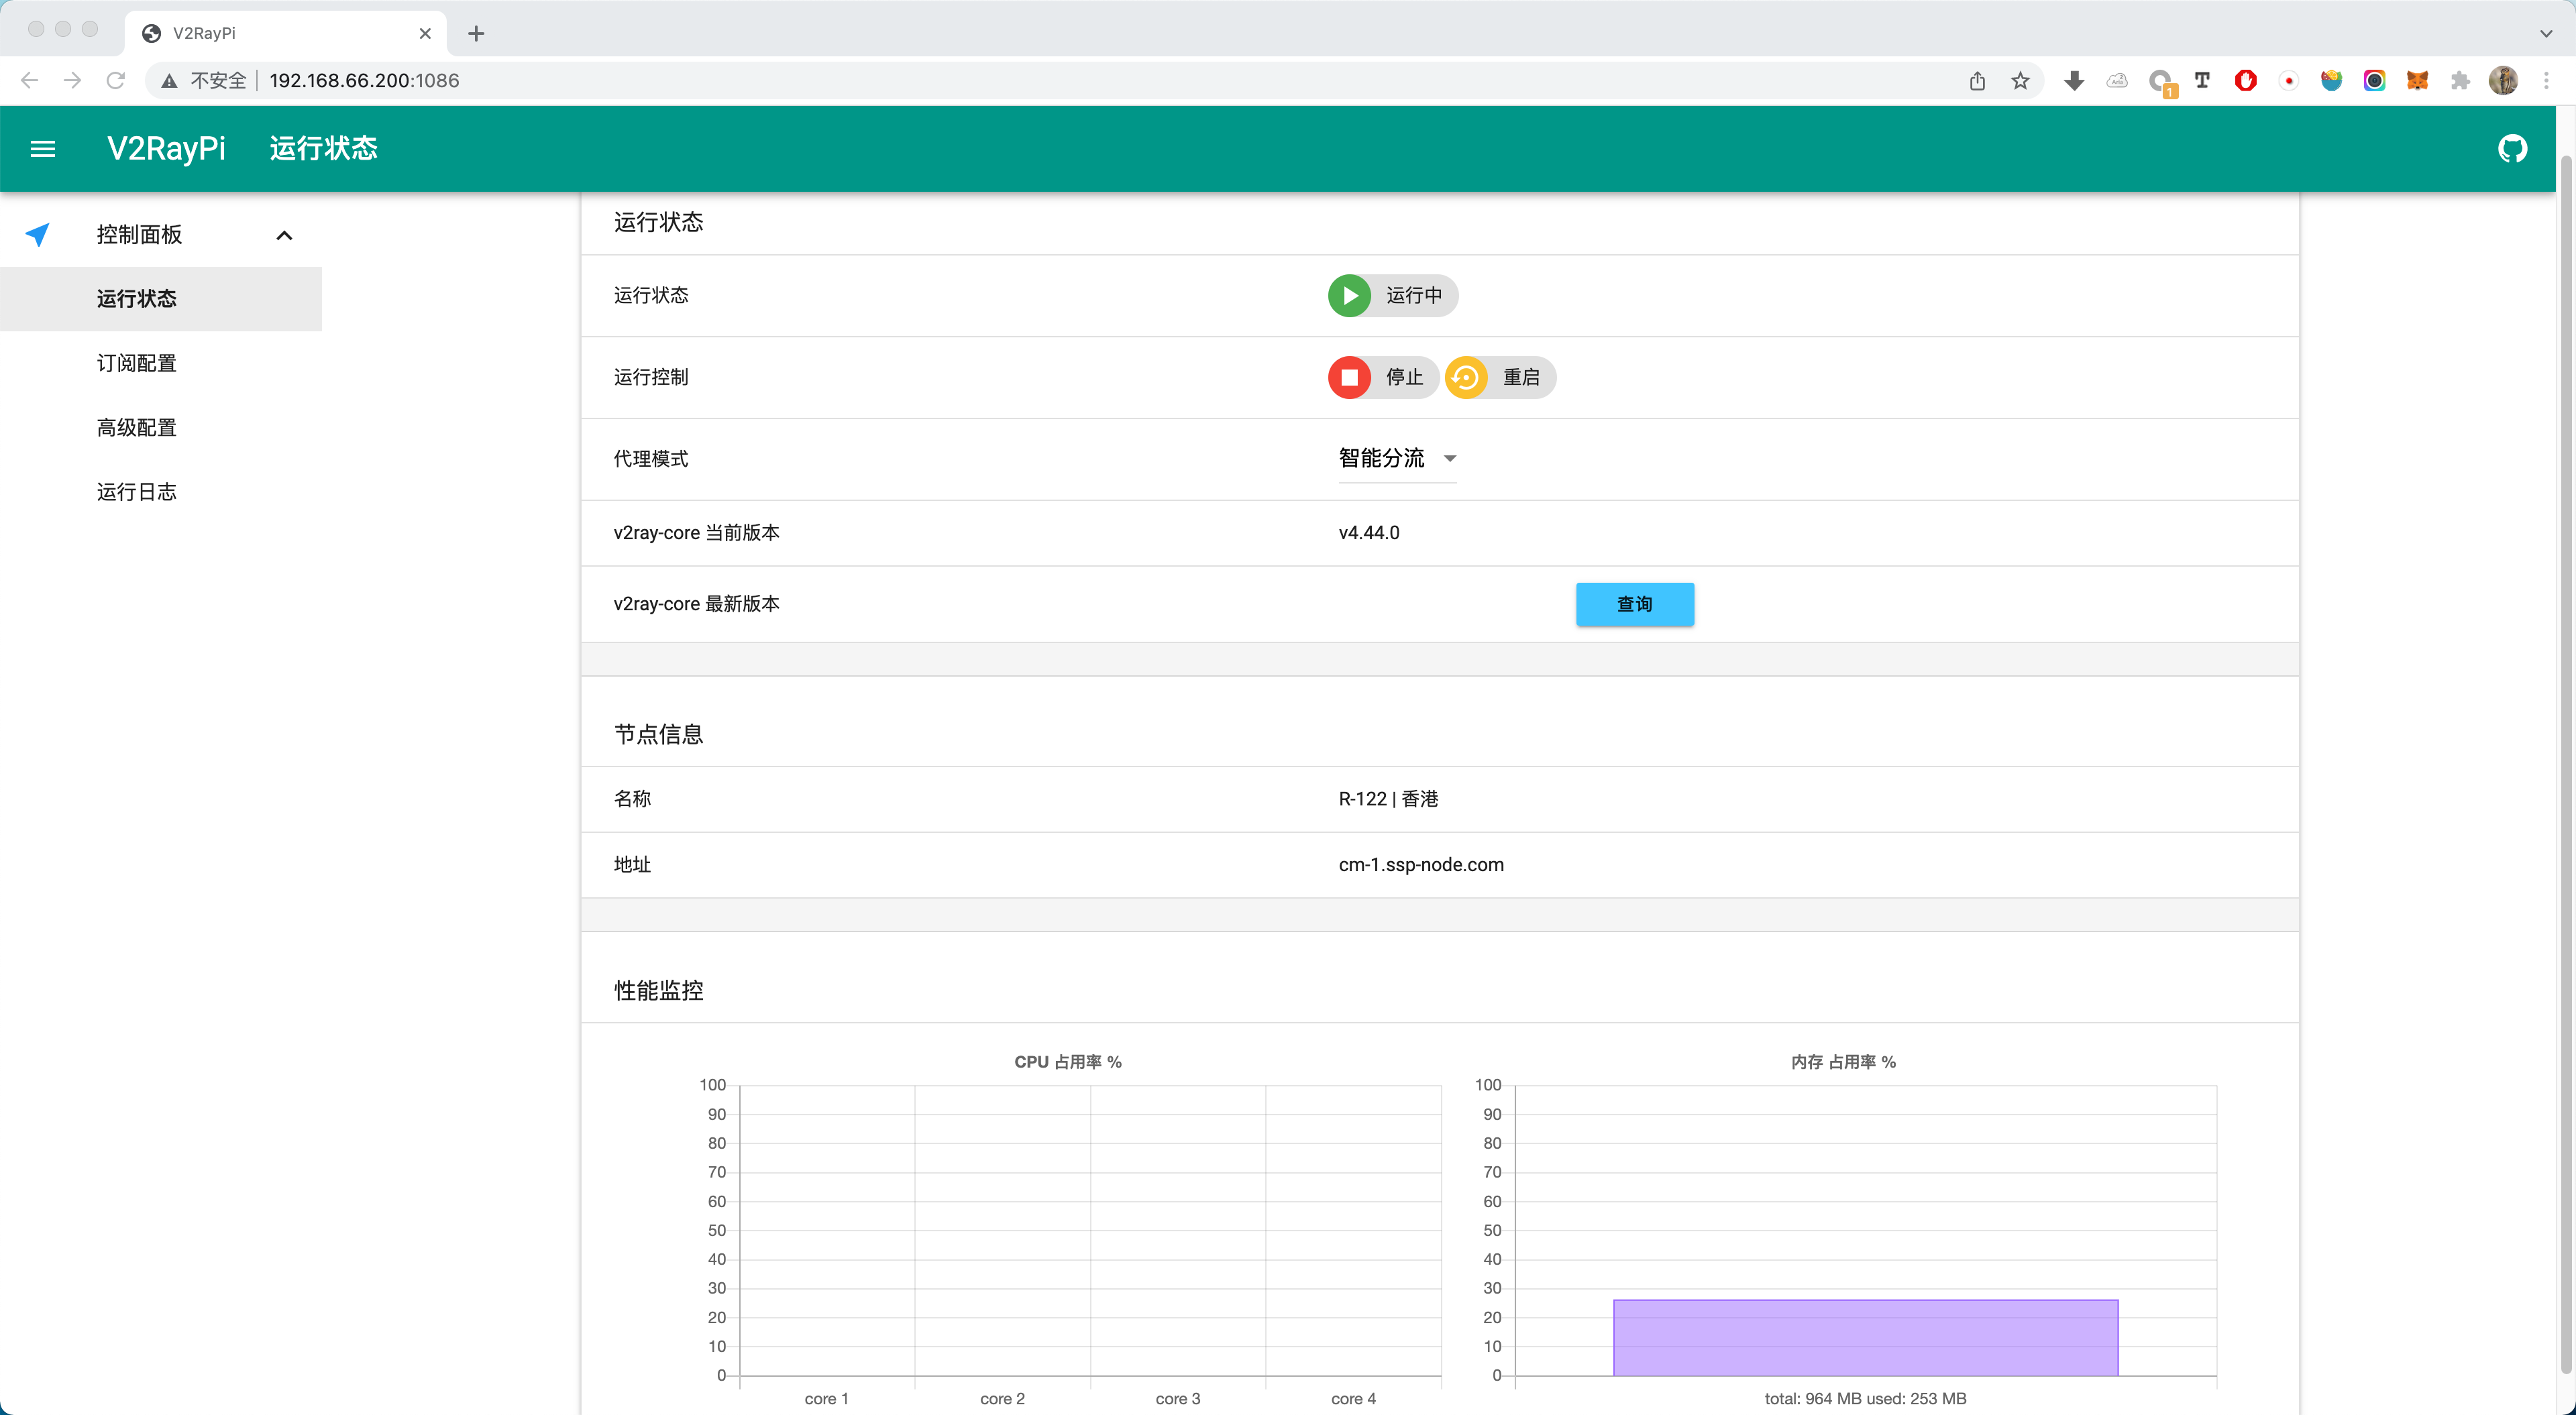 V2RayPi
不安全 192.168.66.200:1086
1
V2RayPi 运行状态
控制面板
运行状态
订阅配置
高级配置
运行日志
运行状态
运行状态 运行中
运行控制 停止 重启
代理模式 智能分流
v2ray-core 当前版本 v4.44.0
v2ray-core 最新版本 查询
节点信息
名称 R-122 | 香港
地址 cm-1.ssp-node.com
性能监控
CPU 占用率 %
100
90
80
70
60
50
40
30
20
10
0
core 1 core 2 core 3 core 4
内存 占用率 %
100
90
80
70
60
50
40
30
20
10
0
total: 964 MB used: 253 MB